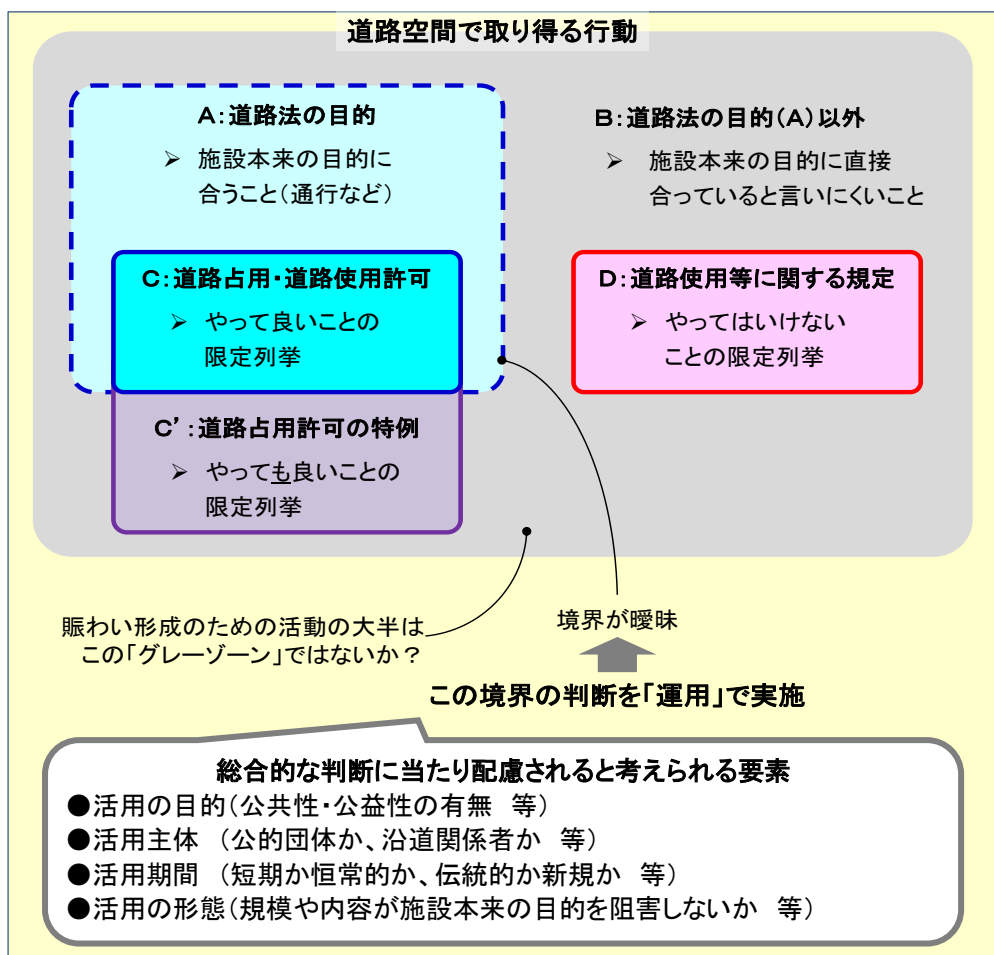 道路空間で取り得る行動
A:道路法の目的
➢ 施設本来の目的に
合うこと(通行など)
B:道路法の目的(A)以外
➢ 施設本来の目的に直接
合っていると言いにくいこと
C:道路占用・道路使用許可
➢ やって良いことの
限定列挙
D:道路使用等に関する規定
➢ やってはいけない
ことの限定列挙
C’:道路占用許可の特例
➢ やっても良いことの
限定列挙
賑わい形成のための活動の大半は
この「グレーゾーン」ではないか?
境界が曖昧
この境界の判断を「運用」で実施
総合的な判断に当たり配慮されると考えられる要素
●活用の目的(公共性・公益性の有無 等)
●活用主体 (公的団体か、沿道関係者か 等)
●活用期間 (短期か恒常的か、伝統的か新規か 等)
●活用の形態(規模や内容が施設本来の目的を阻害しないか 等)